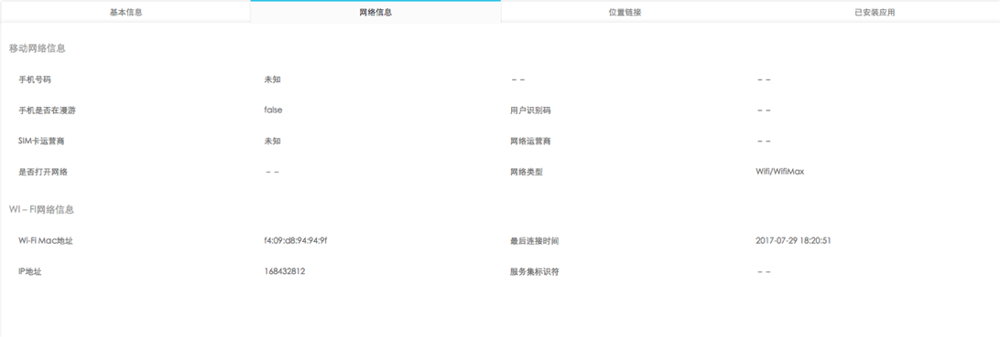 基本信息 网络信息 位置链接 已安装应用
移动网络信息
手机号码 未知 -- --
手机是否在漫游 false 用户识别码 --
SIM卡运营商 未知 网络运营商 --
是否打开网络 -- 网络类型 Wifi/WifiMax
WI – FI网络信息
Wi-Fi Mac地址 f4:09:d8:94:94:9f 最后连接时间 2017-07-29 18:20:51
IP地址 168432812 服务集标识符 --